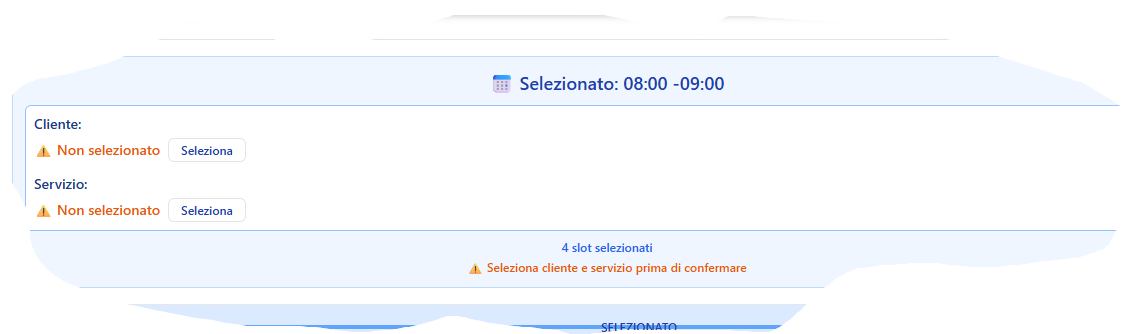 Selezionato: 08:00 -09:00
Cliente:
Non selezionato Seleziona
Servizio:
Non selezionato Seleziona
4 slot selezionati
Seleziona cliente e servizio prima di confermare
SELEZIONATO